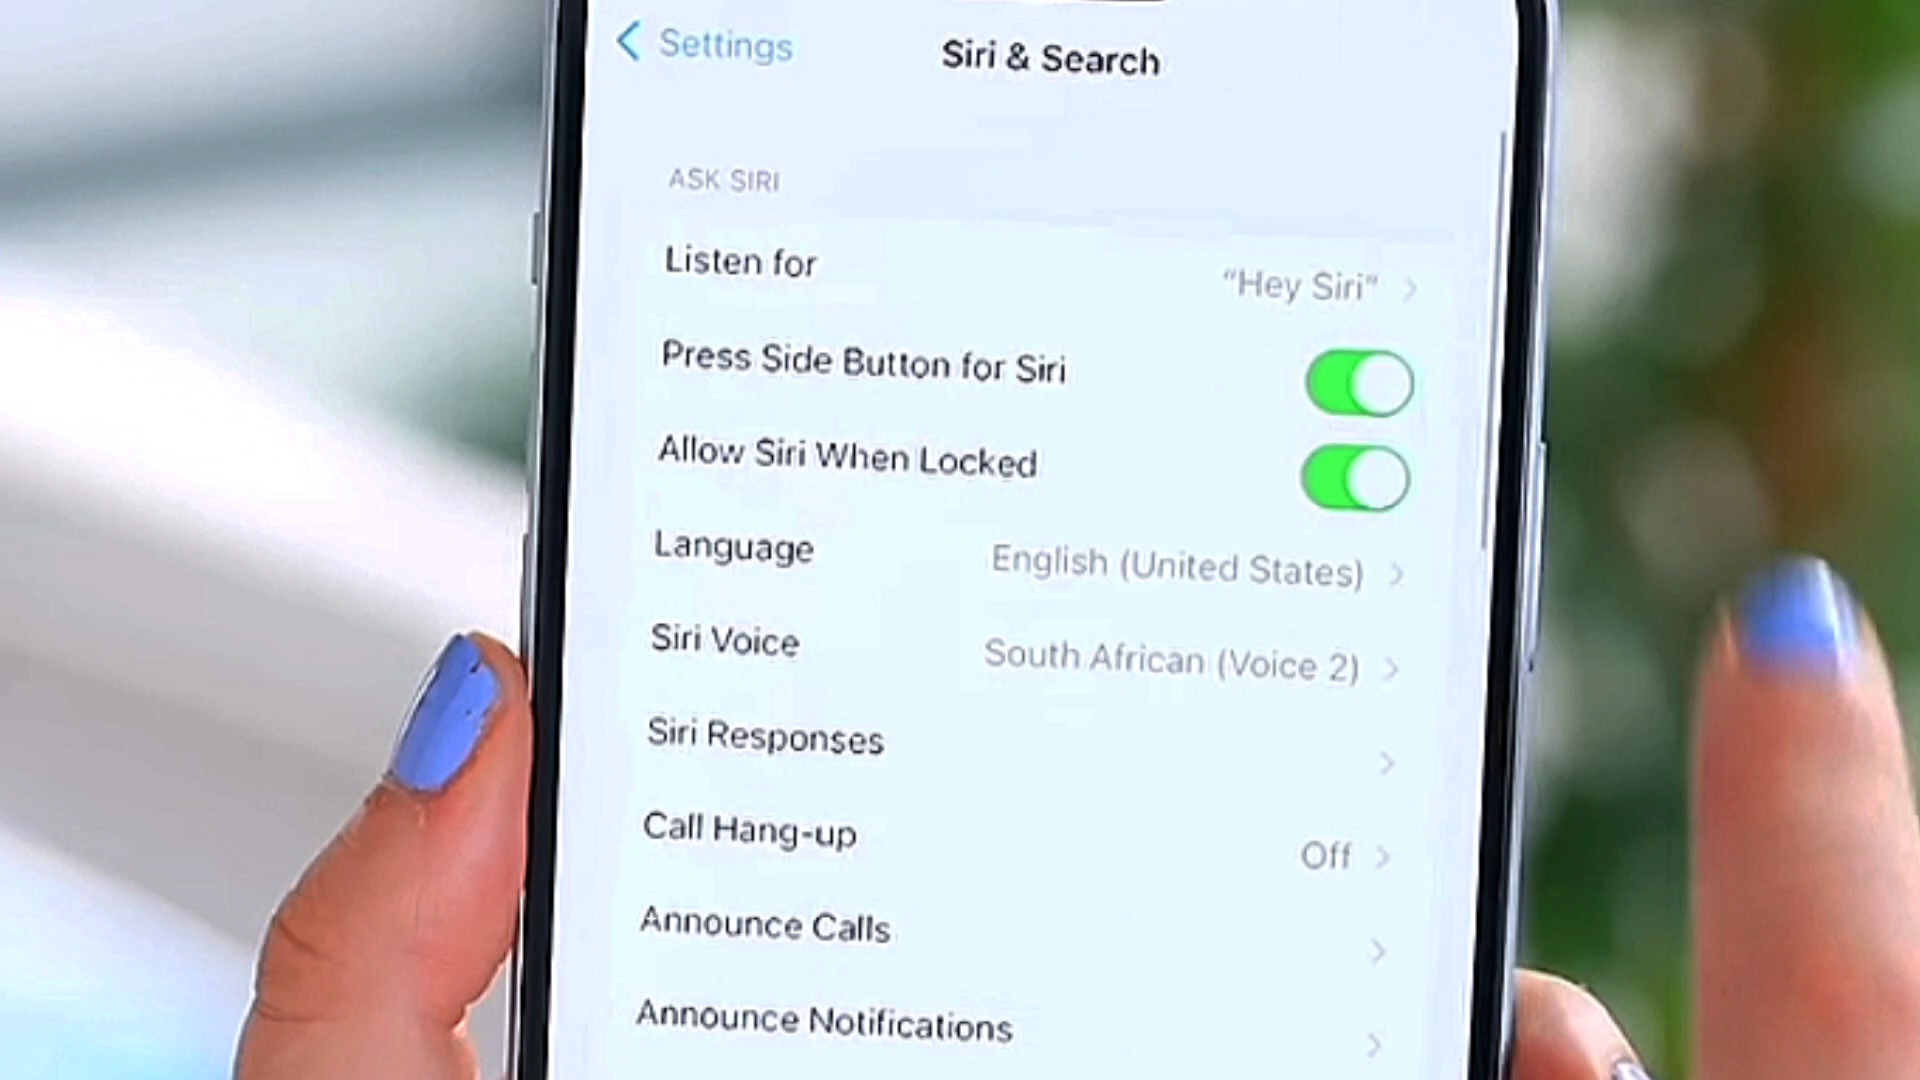 Settings
Siri & Search
ASK SIRI
Listen for
“Hey Siri”
Press Side Button for Siri
Allow Siri When Locked
Language
English (United States)
Siri Voice
South African (Voice 2)
Siri Responses
Call Hang-up
Off
Announce Calls
Announce Notifications